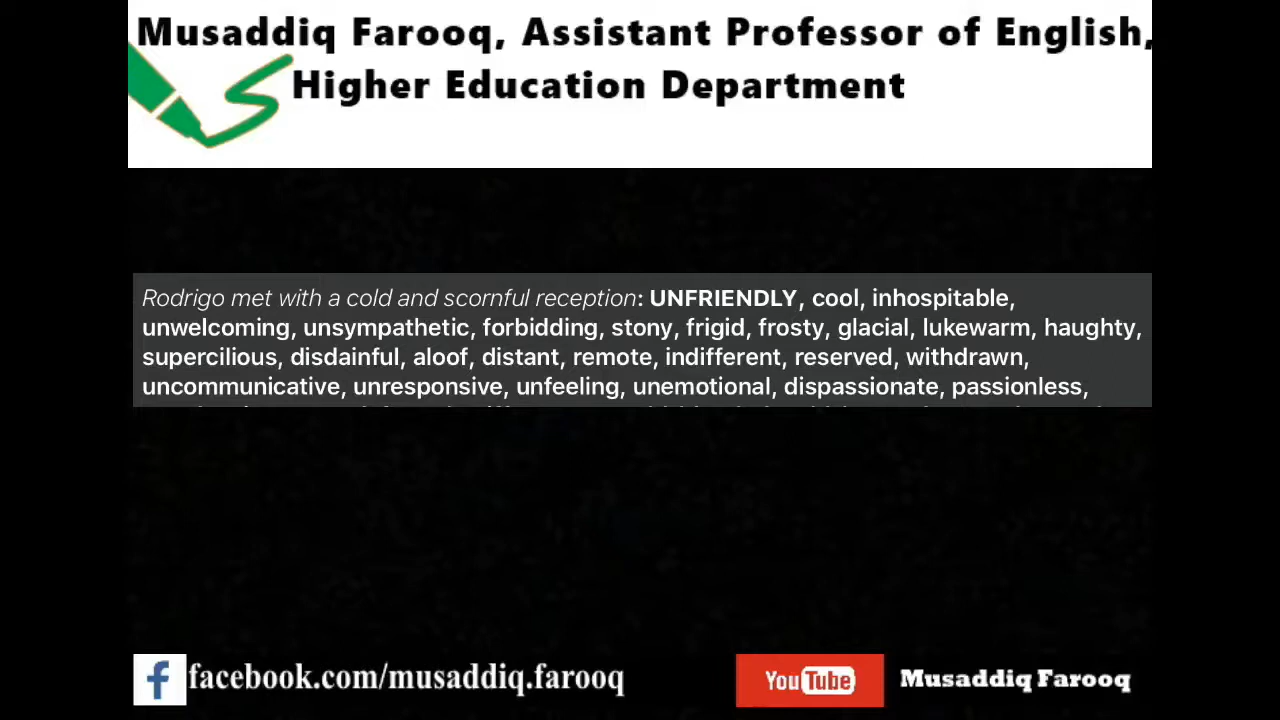 Musaddiq Farooq, Assistant Professor of English,
Higher Education Department
Rodrigo met with a cold and scornful reception: UNFRIENDLY, cool, inhospitable,
unwelcoming, unsympathetic, forbidding, stony, frigid, frosty, glacial, lukewarm, haughty,
supercilious, disdainful, aloof, distant, remote, indifferent, reserved, withdrawn,
uncommunicative, unresponsive, unfeeling, unemotional, dispassionate, passionless,
facebook.com/musaddiq.farooq
YouTube Musaddiq Farooq